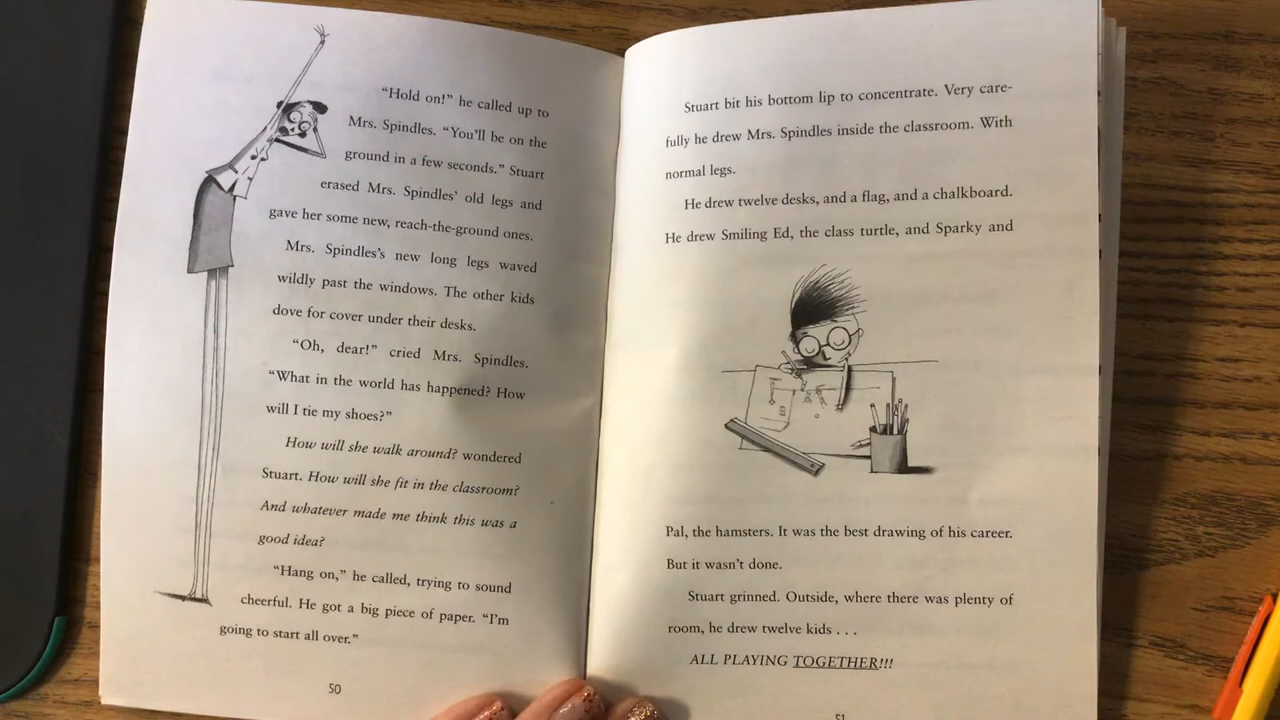 “Hold on!” he called up to
Mrs. Spindles. “You’ll be on the
ground in a few seconds.” Stuart
erased Mrs. Spindles’ old legs and
gave her some new, reach-the-ground ones.
Mrs. Spindles’s new long legs waved
wildly past the windows. The other kids
dove for cover under their desks.
“Oh, dear!” cried Mrs. Spindles.
“What in the world has happened? How
will I tie my shoes?”
How will she walk around? wondered
Stuart. How will she fit in the classroom?
And whatever made me think this was a
good idea?
“Hang on,” he called, trying to sound
cheerful. He got a big piece of paper. “I’m
going to start all over.”
50
Stuart bit his bottom lip to concentrate. Very care-
fully he drew Mrs. Spindles inside the classroom. With
normal legs.
He drew twelve desks, and a flag, and a chalkboard.
He drew Smiling Ed, the class turtle, and Sparky and
Pal, the hamsters. It was the best drawing of his career.
But it wasn’t done.
Stuart grinned. Outside, where there was plenty of
room, he drew twelve kids . . .
ALL PLAYING TOGETHER!!!
51